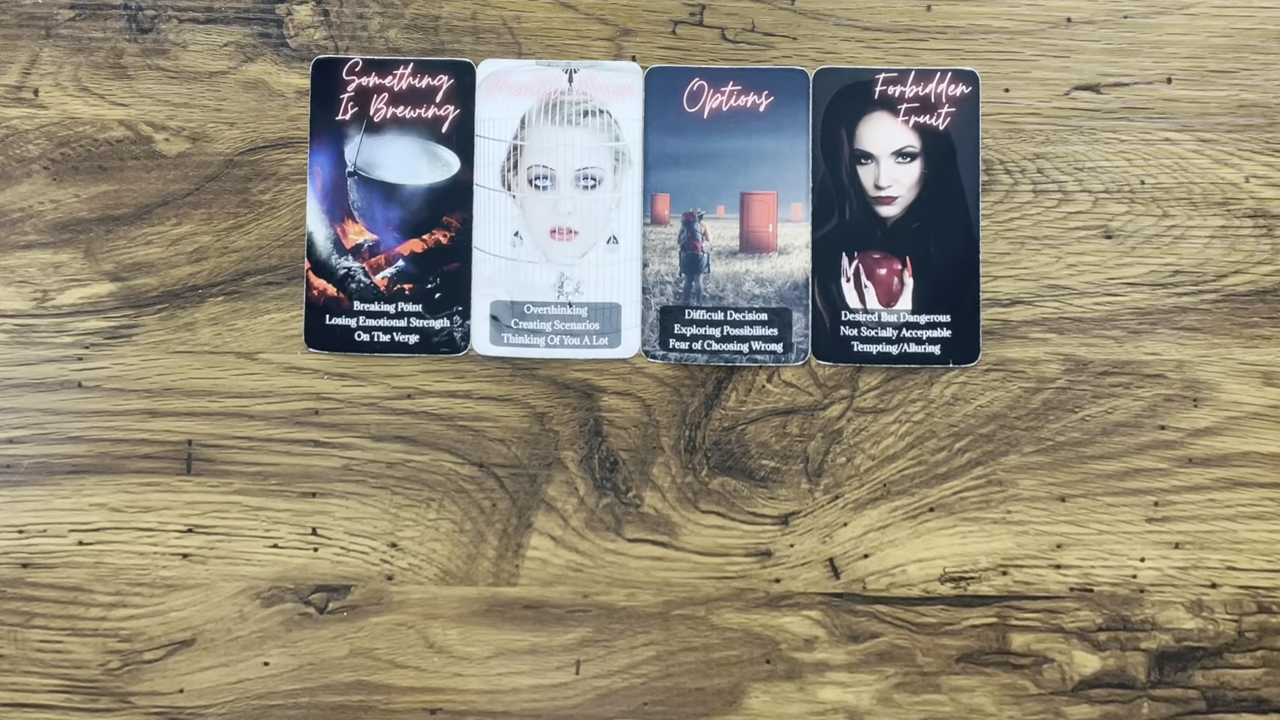 Something
Is Brewing
Breaking Point
Losing Emotional Strength
On The Verge
Overthinking
Creating Scenarios
Thinking Of You A Lot
Options
Difficult Decision
Exploring Possibilities
Fear of Choosing Wrong
Forbidden
Fruit
Desired But Dangerous
Not Socially Acceptable
Tempting/Alluring